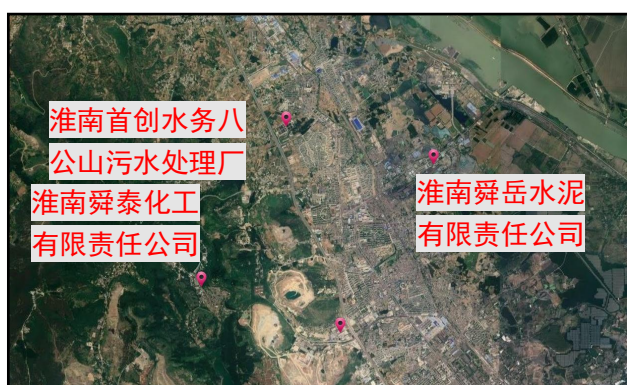 淮南首创水务八
公山污水处理厂
淮南舜泰化工
有限责任公司
淮南舜岳水泥
有限责任公司